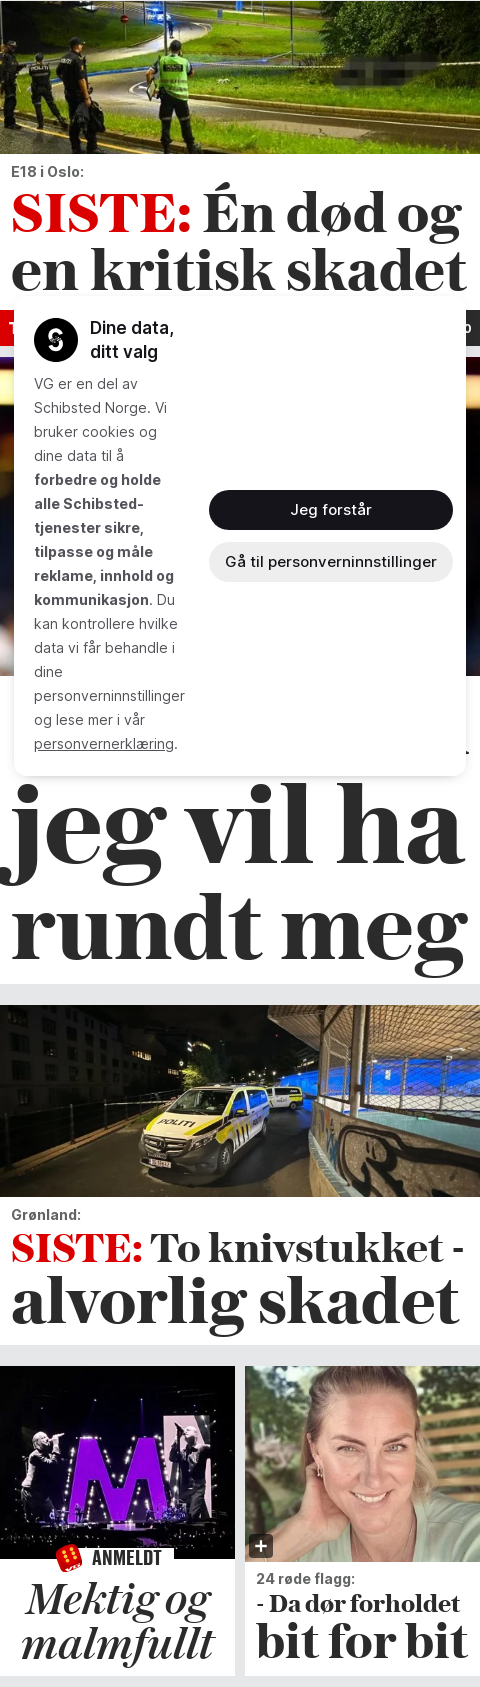 E18 i Oslo:
SISTE: Én død og
en kritisk skadet
Dine data,
ditt valg
VG er en del av
Schibsted Norge. Vi
bruker cookies og
dine data til å
forbedre og holde
alle Schibsted-
tjenester sikre,
tilpasse og måle
reklame, innhold og
kommunikasjon. Du
kan kontrollere hvilke
data vi får behandle i
dine
personverninnstillinger
og lese mer i vår
personvernerklæring.
Jeg forstår
Gå til personverninnstillinger
jeg vil ha
rundt meg
POLITI
Grønland:
SISTE: To knivstukket -
alvorlig skadet
M
ANMELDT
Mektig og
malmfullt
24 røde flagg:
- Da dør forholdet
bit for bit